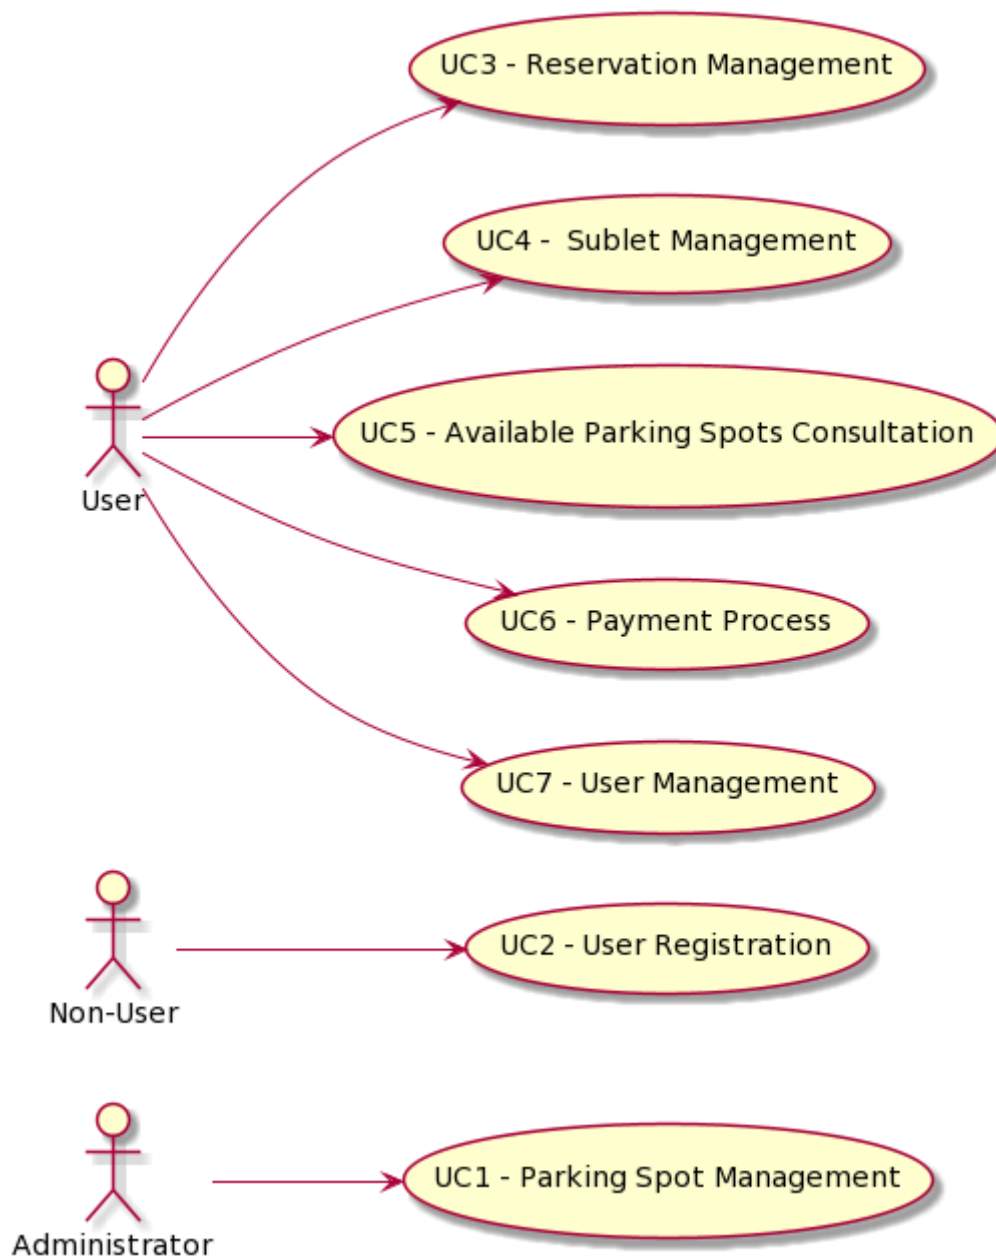 UC3 - Reservation Management
UC4 -  Sublet Management
UC5 - Available Parking Spots Consultation
User
UC6 - Payment Process
UC7 - User Management
UC2 - User Registration
Non-User
UC1 - Parking Spot Management
Administrator